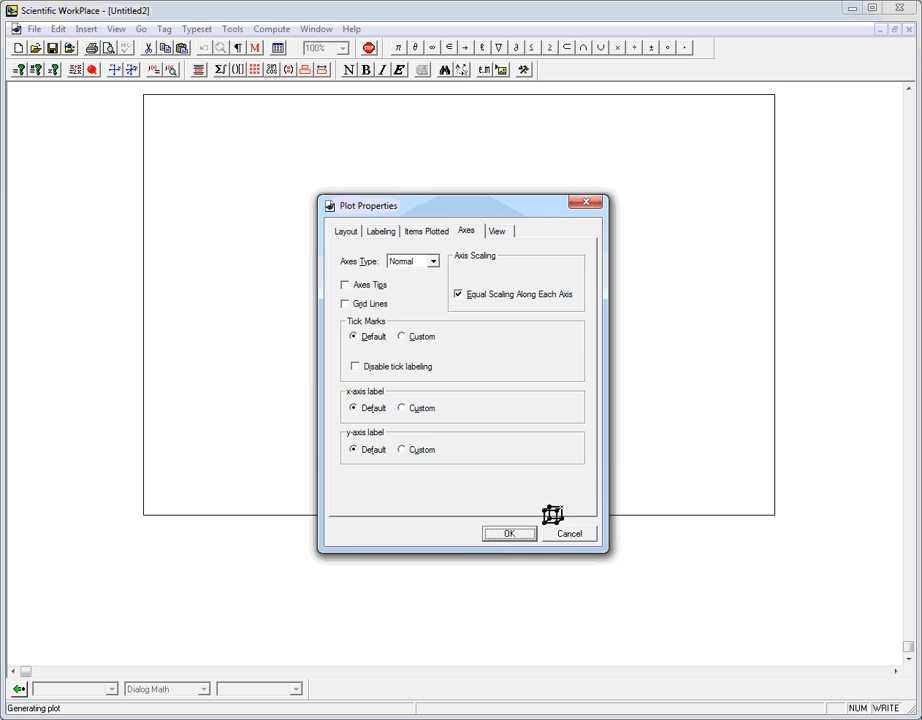 Scientific WorkPlace - [Untitled2]
File Edit Insert View Go Tag Typeset Tools Compute Window Help
100% STOP π θ ∞ ∈ → ℓ ∇ ∂ ≤ ≥ ⊂ ∩ ∪ × ÷ ± ∘ ·
N B I E
Plot Properties
Layout Labeling Items Plotted Axes View
Axes Type: Normal
Axis Scaling
Axes Tips
Equal Scaling Along Each Axis
Grid Lines
Tick Marks
Default Custom
Disable tick labeling
x-axis label
Default Custom
y-axis label
Default Custom
OK Cancel
Dialog Math
Generating plot NUM WRITE